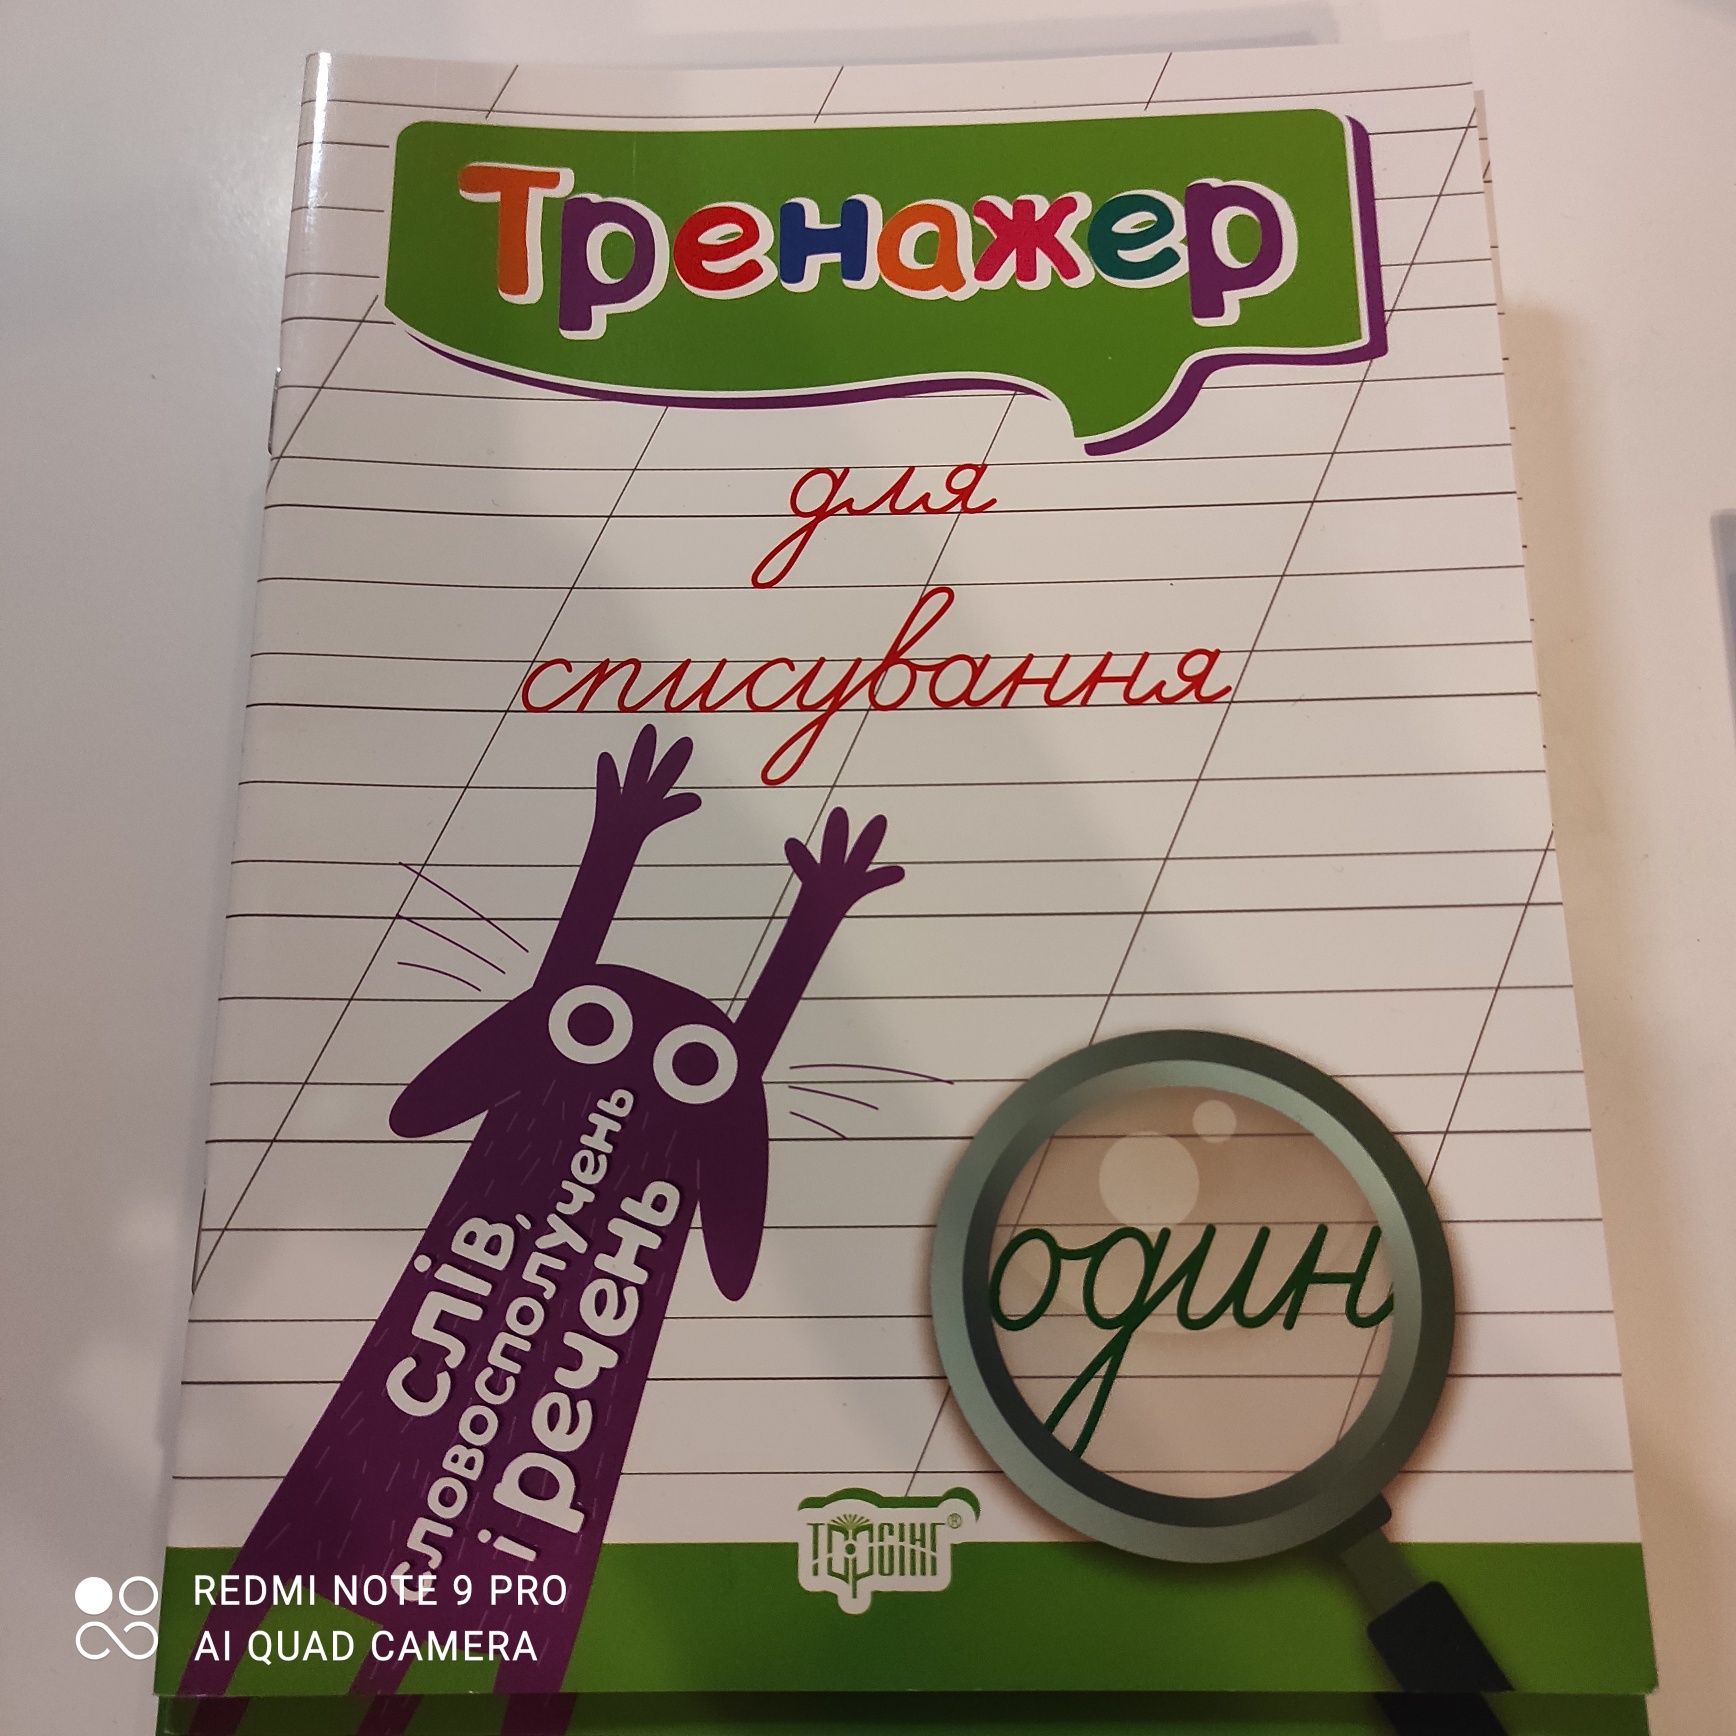 Тренажер
для
списування
слів,
словосполучень
і речень
один
ТОРСІНГ®
REDMI NOTE 9 PRO
AI QUAD CAMERA